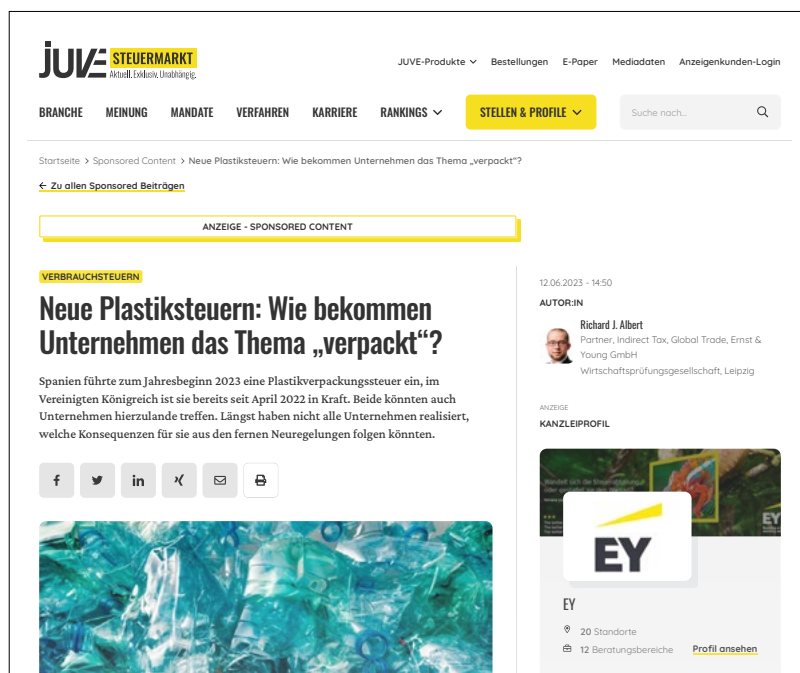 JUVE STEUERMARKT
Aktuell. Exklusiv. Unabhängig.
JUVE-Produkte Bestellungen E-Paper Mediadaten Anzeigenkunden-Login
BRANCHE MEINUNG MANDATE VERFAHREN KARRIERE RANKINGS STELLEN & PROFILE Suche nach...
Startseite > Sponsored Content > Neue Plastiksteuern: Wie bekommen Unternehmen das Thema „verpackt“?
← Zu allen Sponsored Beiträgen
ANZEIGE - SPONSORED CONTENT
VERBRAUCHSTEUERN
Neue Plastiksteuern: Wie bekommen
Unternehmen das Thema „verpackt“?
Spanien führte zum Jahresbeginn 2023 eine Plastikverpackungssteuer ein, im
Vereinigten Königreich ist sie bereits seit April 2022 in Kraft. Beide könnten auch
Unternehmen hierzulande treffen. Längst haben nicht alle Unternehmen realisiert,
welche Konsequenzen für sie aus den fernen Neuregelungen folgen könnten.
12.06.2023 - 14:50
AUTOR:IN
Richard J. Albert
Partner, Indirect Tax, Global Trade, Ernst &
Young GmbH
Wirtschaftsprüfungsgesellschaft, Leipzig
ANZEIGE
KANZLEIPROFIL
Wandelt sich die Steuerabteilung
EY
EY
EY
20 Standorte
12 Beratungsbereiche Profil ansehen